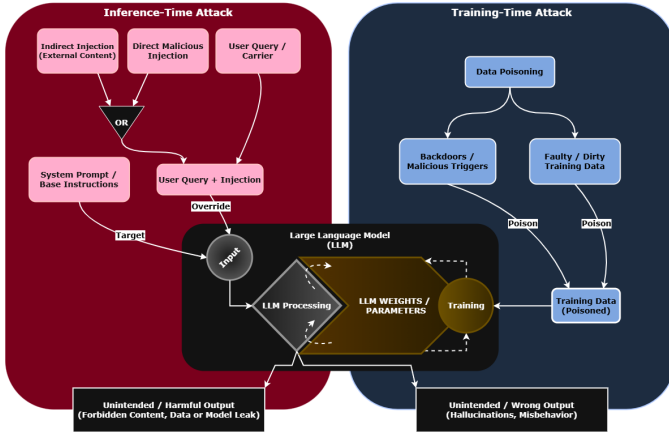 Inference-Time Attack
Training-Time Attack
Indirect Injection
(External Content)
Direct Malicious
Injection
User Query /
Carrier
OR
System Prompt /
Base Instructions
User Query + Injection
Override
Target
Data Poisoning
Backdoors /
Malicious Triggers
Faulty / Dirty
Training Data
Poison
Poison
Large Language Model
(LLM)
Input
LLM Processing
LLM WEIGHTS /
PARAMETERS
Training
Training Data
(Poisoned)
Unintended / Harmful Output
(Forbidden Content, Data or Model Leak)
Unintended / Wrong Output
(Hallucinations, Misbehavior)